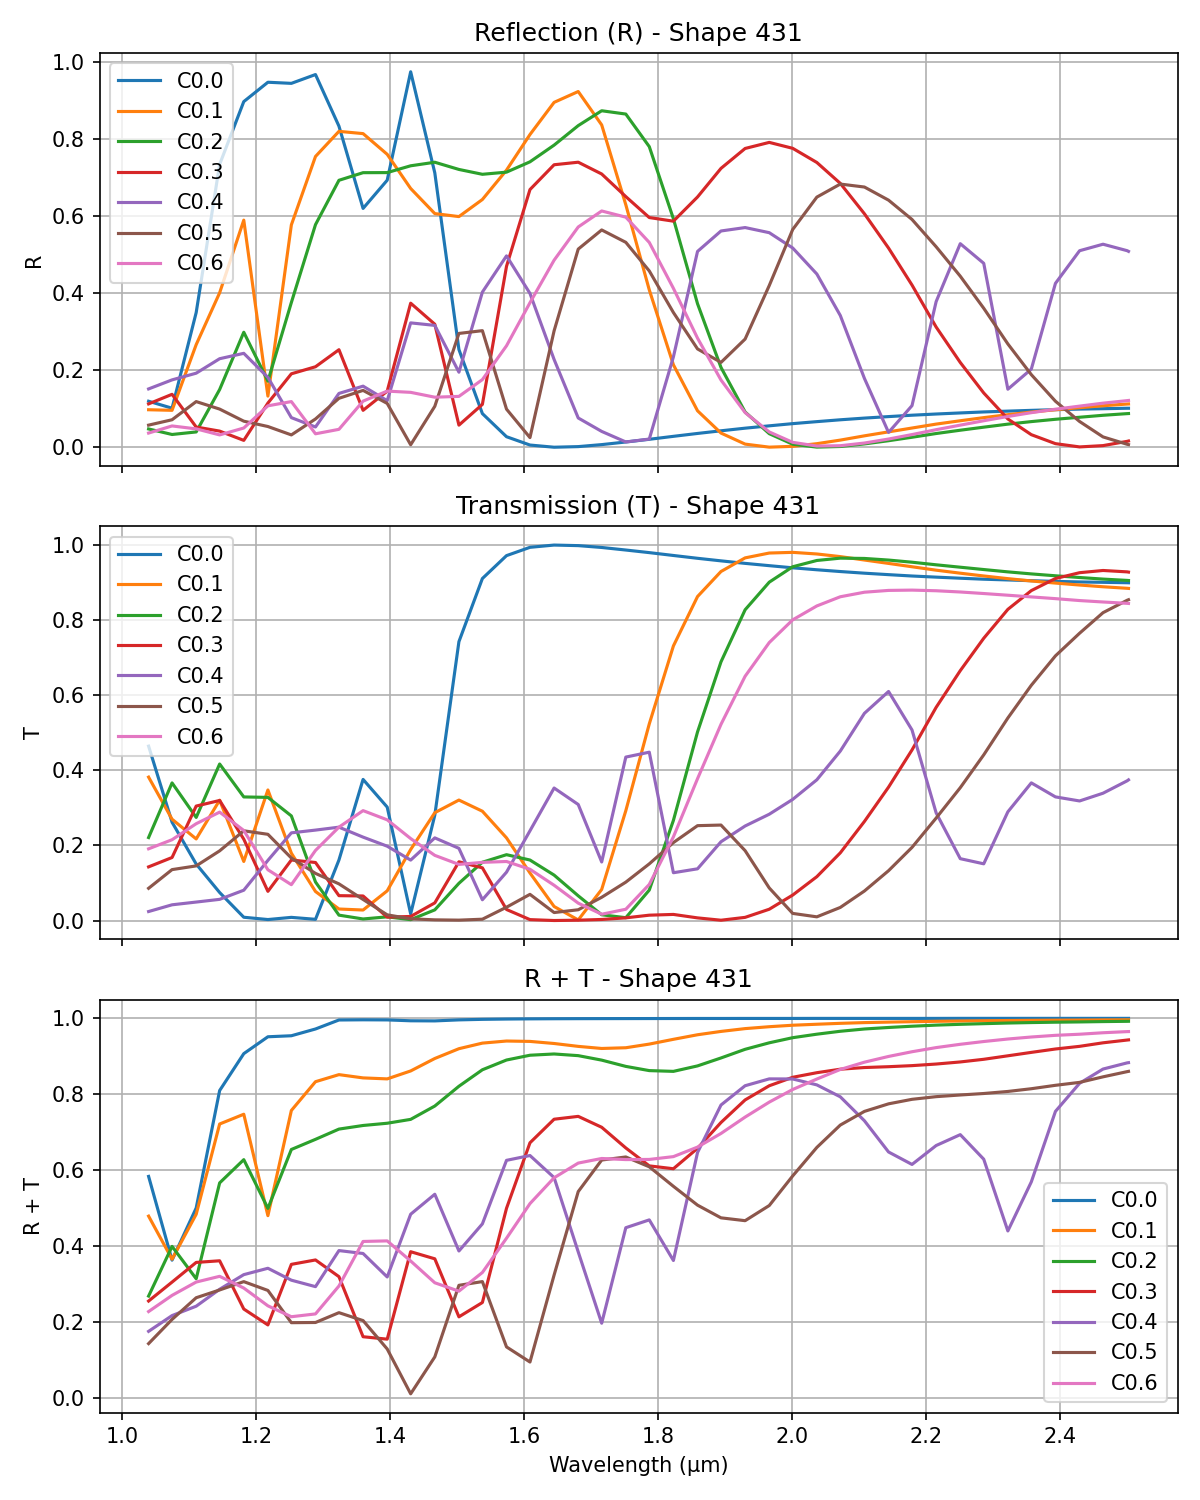 Reflection (R) - Shape 431
1.0
0.8
0.6
0.4
0.2
0.0
R
C0.0
C0.1
C0.2
C0.3
C0.4
C0.5
C0.6
Transmission (T) - Shape 431
1.0
0.8
0.6
0.4
0.2
0.0
T
C0.0
C0.1
C0.2
C0.3
C0.4
C0.5
C0.6
R + T - Shape 431
1.0
0.8
0.6
0.4
0.2
0.0
R + T
C0.0
C0.1
C0.2
C0.3
C0.4
C0.5
C0.6
1.0 1.2 1.4 1.6 1.8 2.0 2.2 2.4
Wavelength (μm)